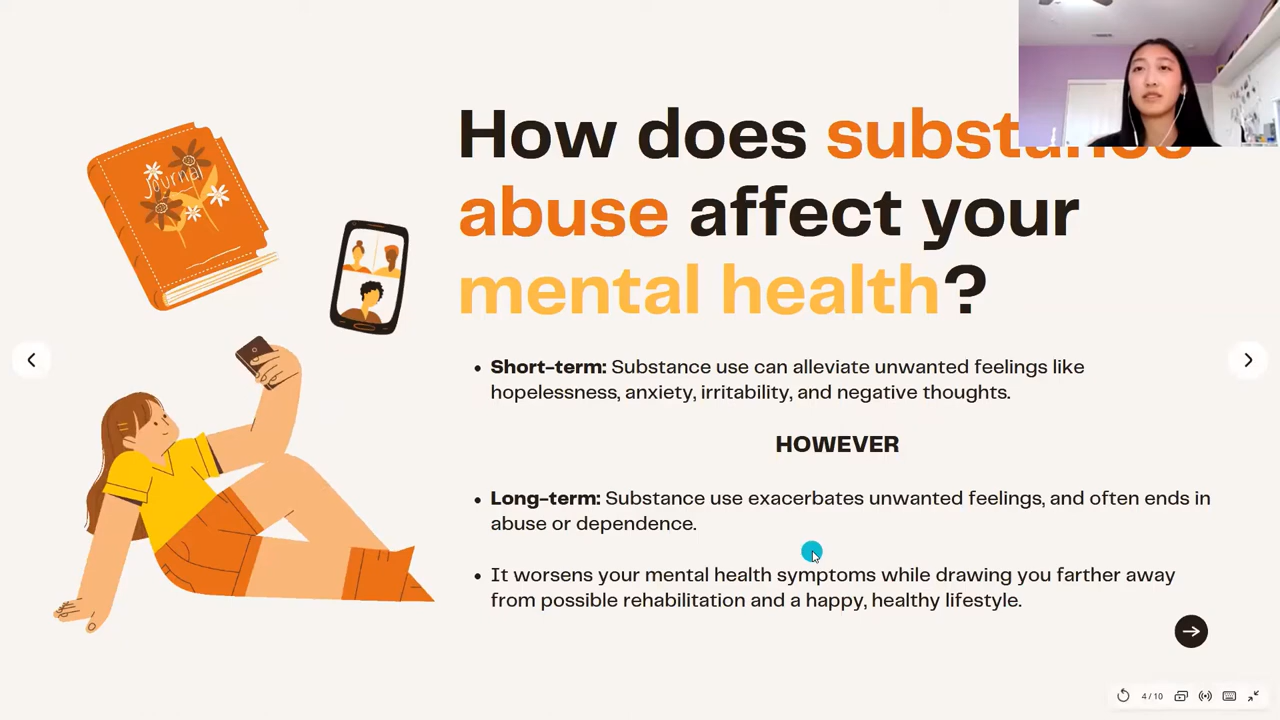 How does
abuse affect your
mental health?
journal
• Short-term: Substance use can alleviate unwanted feelings like
hopelessness, anxiety, irritability, and negative thoughts.
HOWEVER
• Long-term: Substance use exacerbates unwanted feelings, and often ends in
abuse or dependence.
• It worsens your mental health symptoms while drawing you farther away
from possible rehabilitation and a happy, healthy lifestyle.
4 / 10